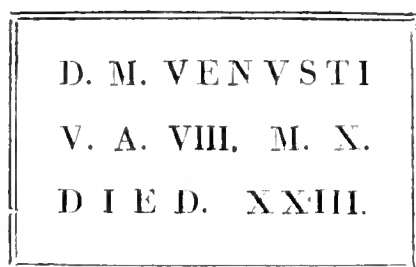 D. M. VENVSTI
V. A. VIII. M. X.
D I E D. XXIII.